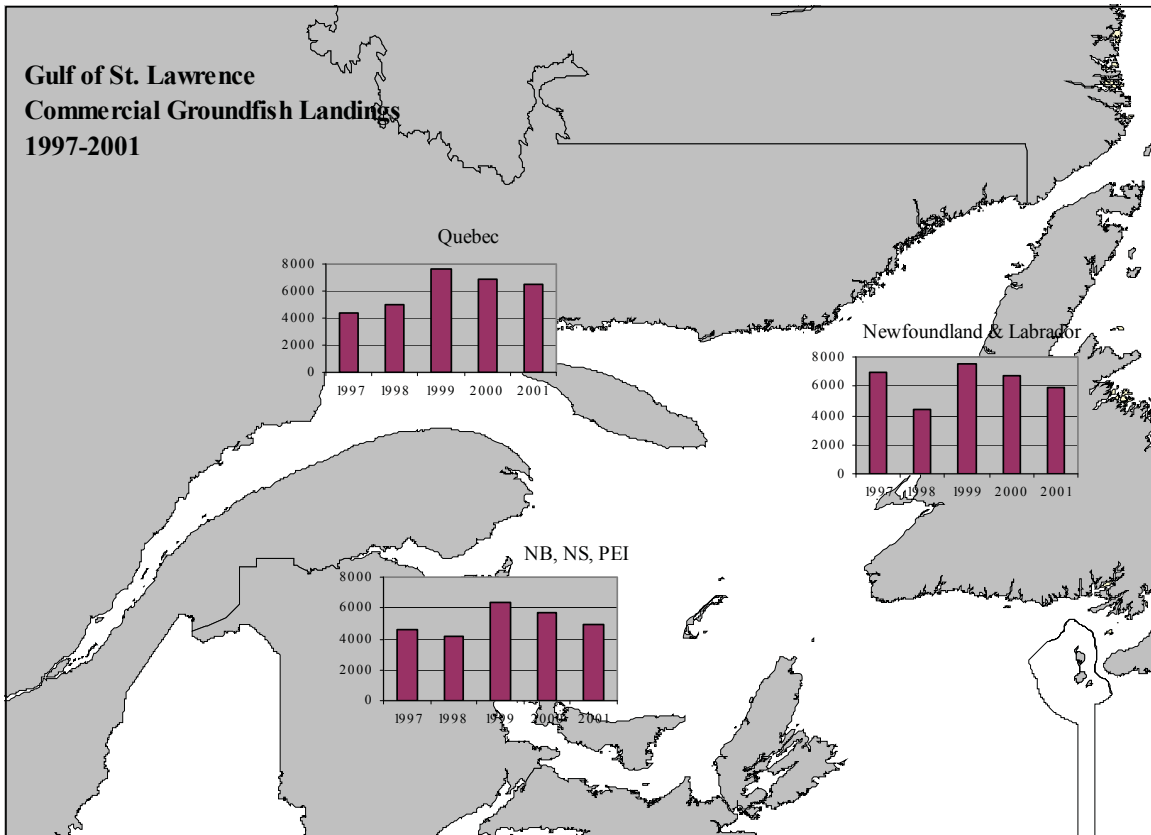 Gulf of St. Lawrence
Commercial Groundfish Landings
1997-2001
Quebec
8000
6000
4000
2000
0
1997 1998 1999 2000 2001
Newfoundland & Labrador
8000
6000
4000
2000
0
1997 1998 1999 2000 2001
NB, NS, PEI
8000
6000
4000
2000
0
1997 1998 1999 2000 2001